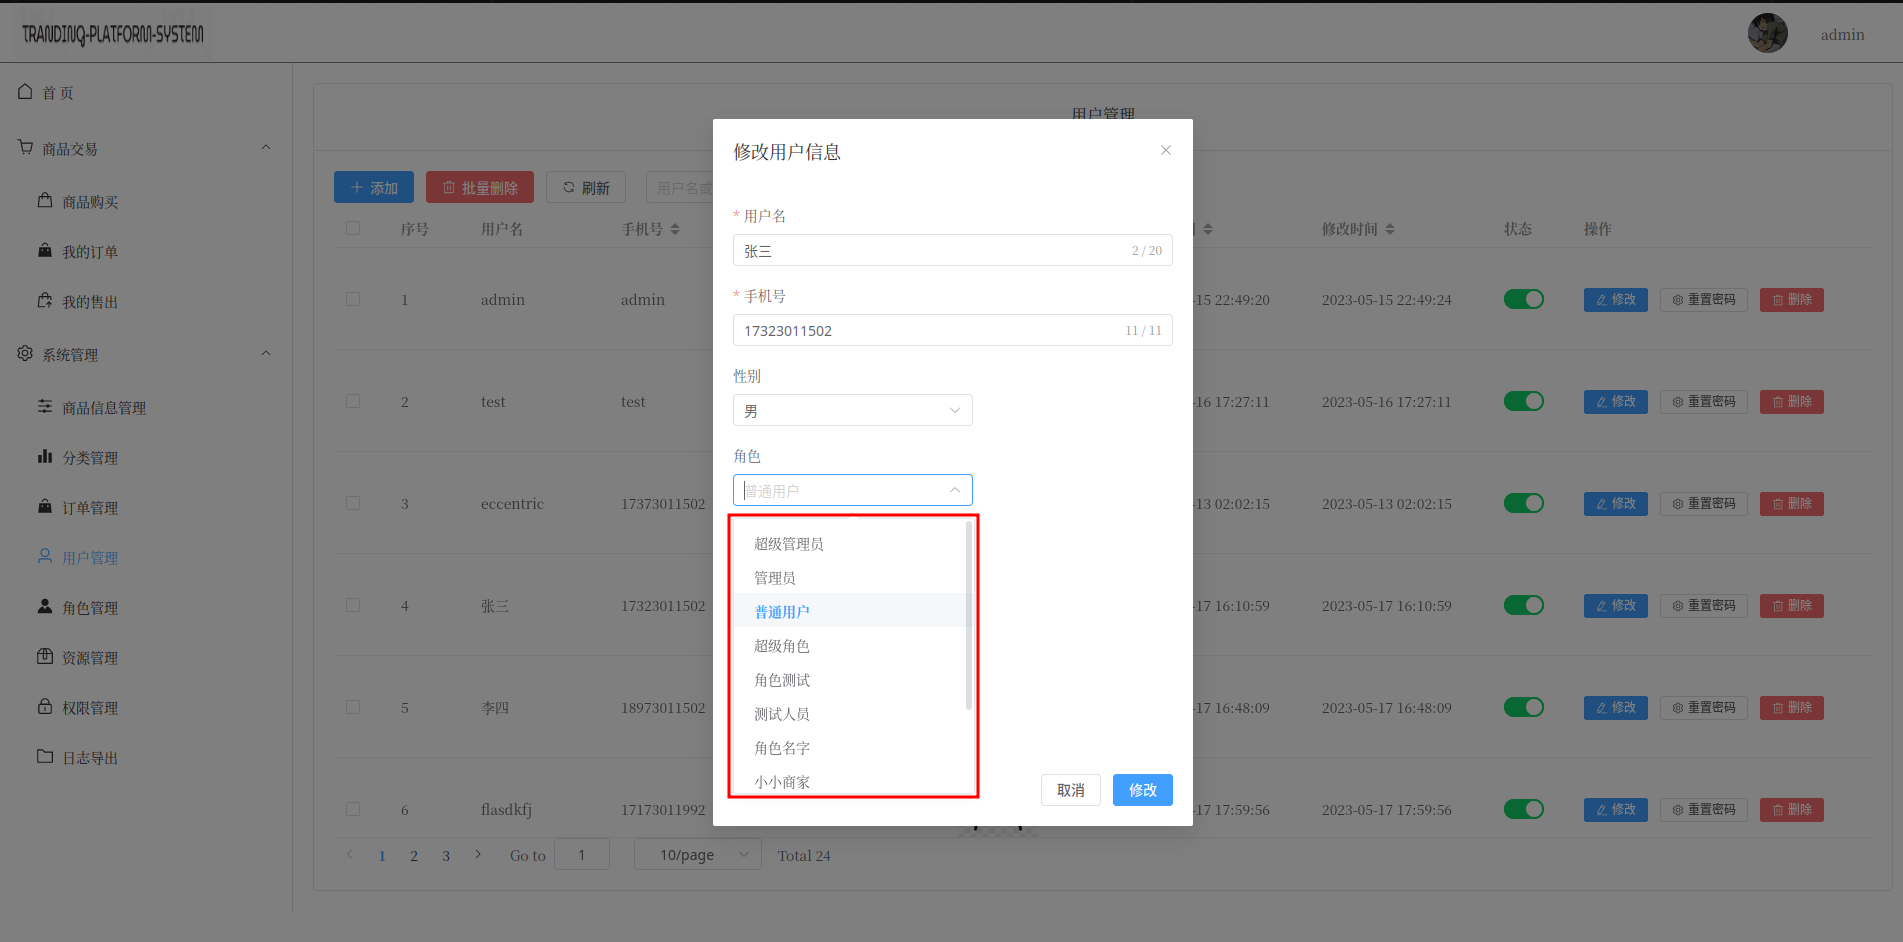 TRANDING-PLATFORM-SYSTEM
admin
首页
商品交易
商品购买
我的订单
我的售出
系统管理
商品信息管理
分类管理
订单管理
用户管理
角色管理
资源管理
权限管理
日志导出
用户管理
添加 批量删除 刷新 用户名或
序号 用户名 手机号 修改时间 状态 操作
1 admin admin -15 22:49:20 2023-05-15 22:49:24 修改 重置密码 删除
2 test test -16 17:27:11 2023-05-16 17:27:11 修改 重置密码 删除
3 eccentric 17373011502 -13 02:02:15 2023-05-13 02:02:15 修改 重置密码 删除
4 张三 17323011502 -17 16:10:59 2023-05-17 16:10:59 修改 重置密码 删除
5 李四 18973011502 -17 16:48:09 2023-05-17 16:48:09 修改 重置密码 删除
6 flasdkfj 17173011992 -17 17:59:56 2023-05-17 17:59:56 修改 重置密码 删除
1 2 3 Go to 1 10/page Total 24
修改用户信息
* 用户名
张三 2 / 20
* 手机号
17323011502 11 / 11
性别
男
角色
普通用户
超级管理员
管理员
普通用户
超级角色
角色测试
测试人员
角色名字
小小商家
取消 修改